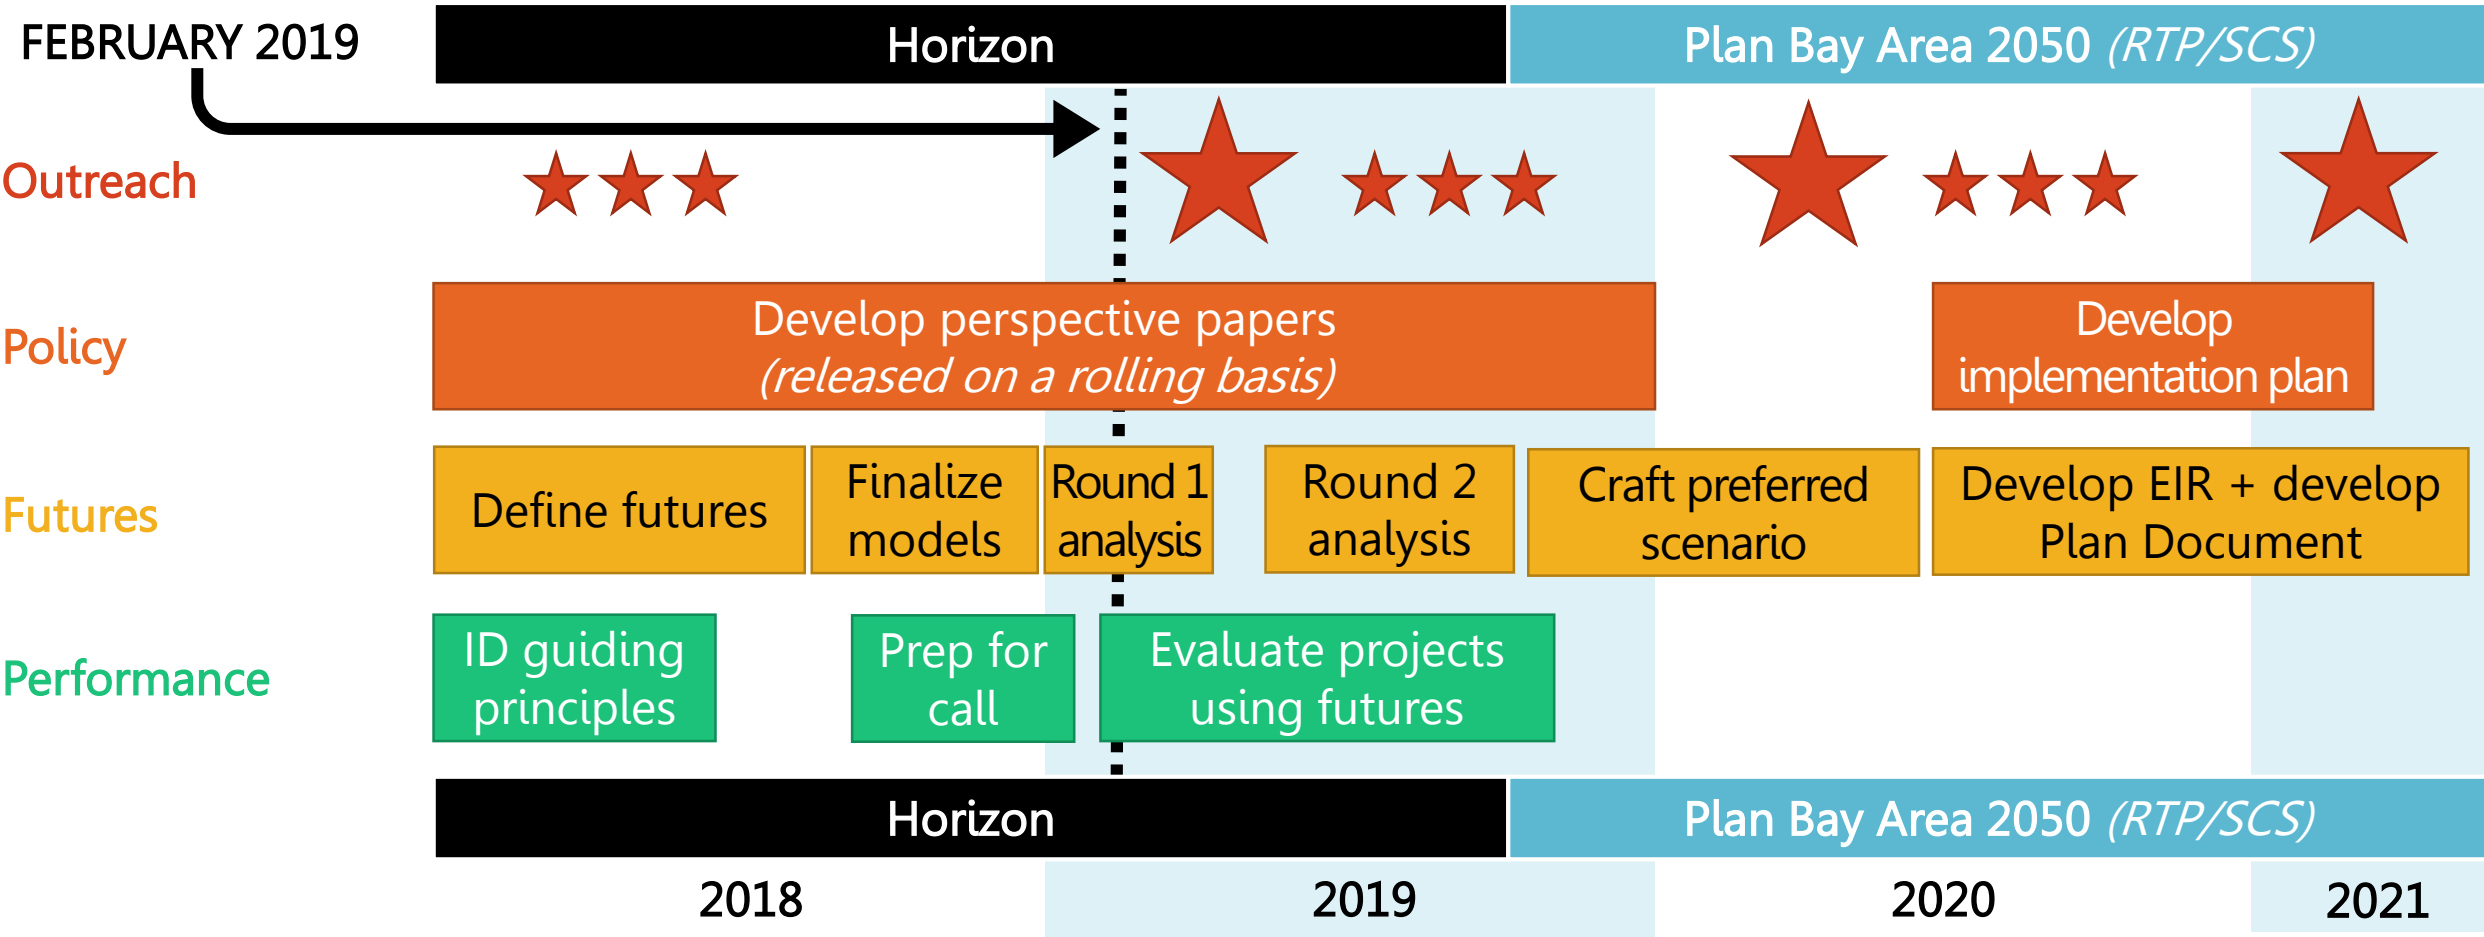 FEBRUARY 2019
Horizon
Plan Bay Area 2050 (RTP/SCS)
Outreach
Policy
Develop perspective papers
(released on a rolling basis)
Develop
implementation plan
Futures
Define futures
Finalize
models
Round 1
analysis
Round 2
analysis
Craft preferred
scenario
Develop EIR + develop
Plan Document
Performance
ID guiding
principles
Prep for
call
Evaluate projects
using futures
Horizon
Plan Bay Area 2050 (RTP/SCS)
2018
2019
2020
2021